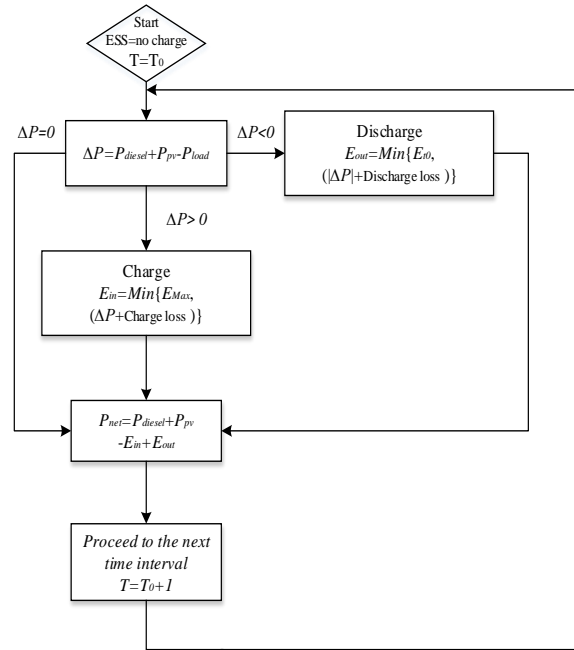 Start
ESS=no charge
T=T0
ΔP=0
ΔP=Pdiesel+Ppv-Pload
ΔP<0
Discharge
Eout=Min{Et0,
(|ΔP|+Discharge loss )}
ΔP>0
Charge
Ein=Min{EMax,
(ΔP+Charge loss )}
Pnet=Pdiesel+Ppv
-Ein+Eout
Proceed to the next
time interval
T=T0+1